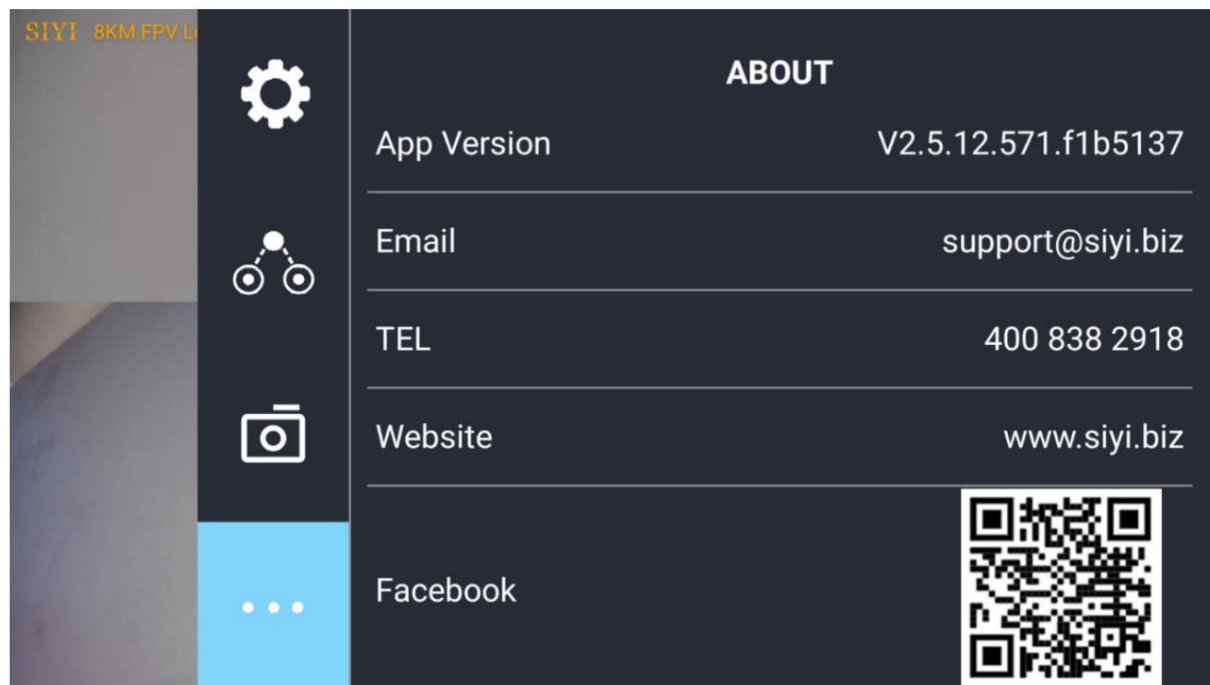 SIYI 8KM FPV
ABOUT
App Version V2.5.12.571.f1b5137
Email support@siyi.biz
TEL 400 838 2918
Website www.siyi.biz
Facebook